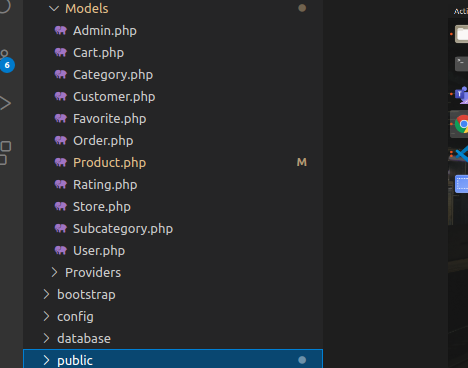 Models
Admin.php
Cart.php
Category.php
Customer.php
Favorite.php
Order.php
Product.php M
Rating.php
Store.php
Subcategory.php
User.php
Providers
bootstrap
config
database
public
6
Acti